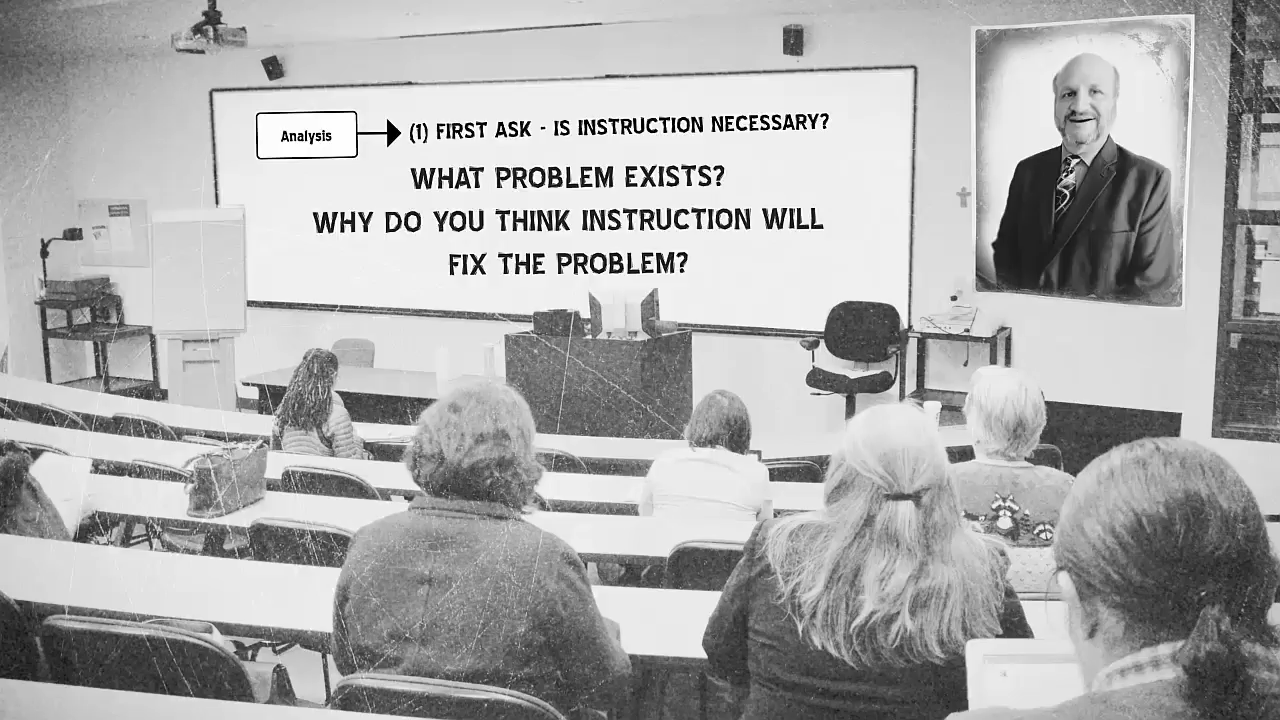 Analysis
(1) FIRST ASK - IS INSTRUCTION NECESSARY?
WHAT PROBLEM EXISTS?
WHY DO YOU THINK INSTRUCTION WILL
FIX THE PROBLEM?